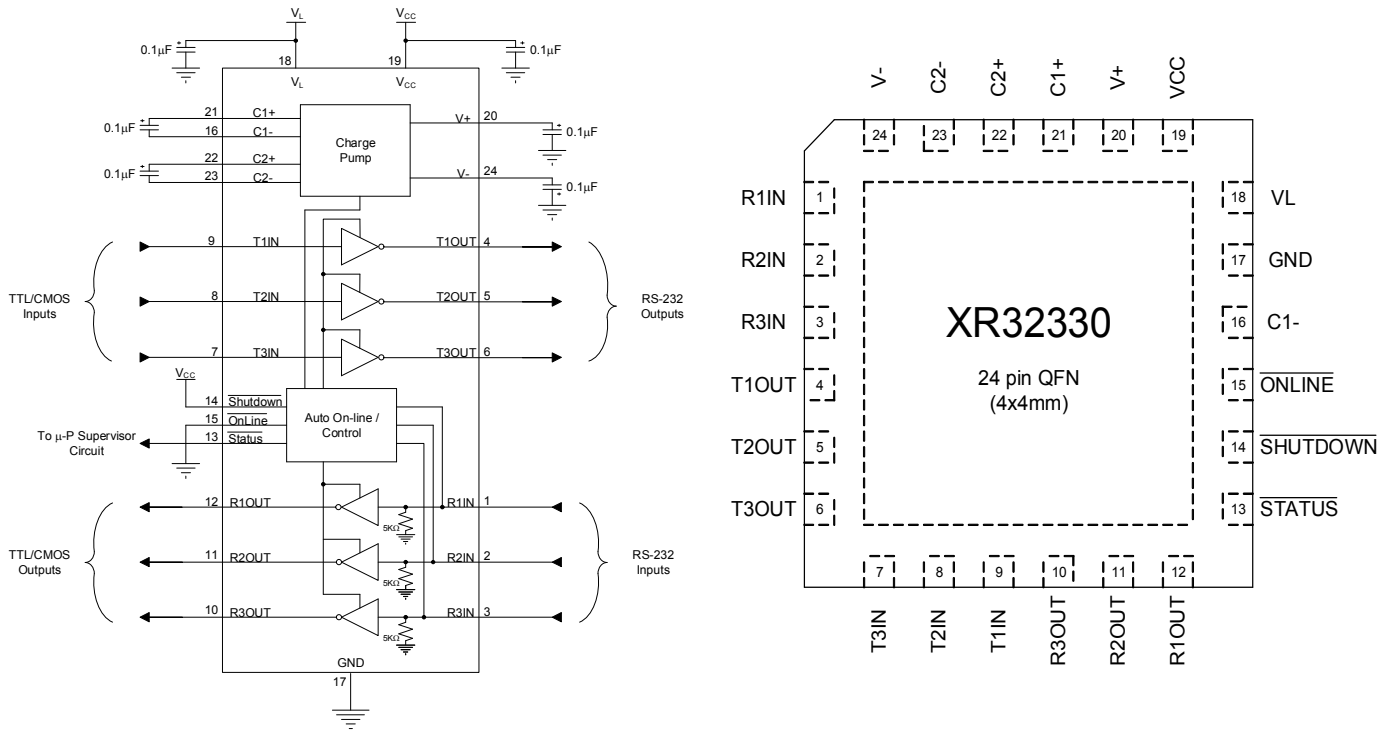 V_L
V_CC
0.1μF
0.1μF
18
19
V_L
V_CC
21
C1+
V+
20
0.1μF
0.1μF
16
C1-
Charge
Pump
22
C2+
V-
24
0.1μF
0.1μF
23
C2-
9
T1IN
T1OUT
4
TTL/CMOS
Inputs
8
T2IN
T2OUT
5
RS-232
Outputs
7
T3IN
T3OUT
6
V_CC
14
Shutdown
15
OnLine
13
Status
Auto On-line /
Control
To μ-P Supervisor
Circuit
12
R1OUT
R1IN
1
5KΩ
TTL/CMOS
Outputs
11
R2OUT
R2IN
2
5KΩ
RS-232
Inputs
10
R3OUT
R3IN
3
5KΩ
GND
17
V-
C2-
C2+
C1+
V+
VCC
24
23
22
21
20
19
R1IN
1
R2IN
2
R3IN
3
T1OUT
4
T2OUT
5
T3OUT
6
XR32330
24 pin QFN
(4x4mm)
18
VL
17
GND
16
C1-
15
ONLINE
14
SHUTDOWN
13
STATUS
7
8
9
10
11
12
T3IN
T2IN
T1IN
R3OUT
R2OUT
R1OUT